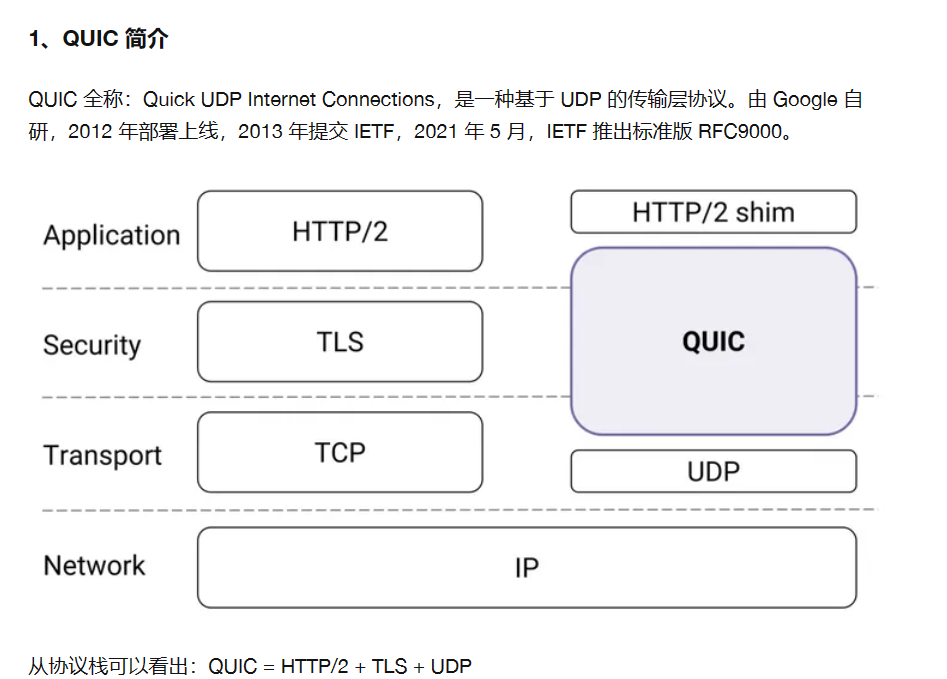 1、QUIC 简介
QUIC 全称：Quick UDP Internet Connections，是一种基于 UDP 的传输层协议。由 Google 自
研，2012 年部署上线，2013 年提交 IETF，2021 年 5 月，IETF 推出标准版 RFC9000。
Application
HTTP/2
HTTP/2 shim
Security
TLS
QUIC
Transport
TCP
UDP
Network
IP
从协议栈可以看出：QUIC = HTTP/2 + TLS + UDP